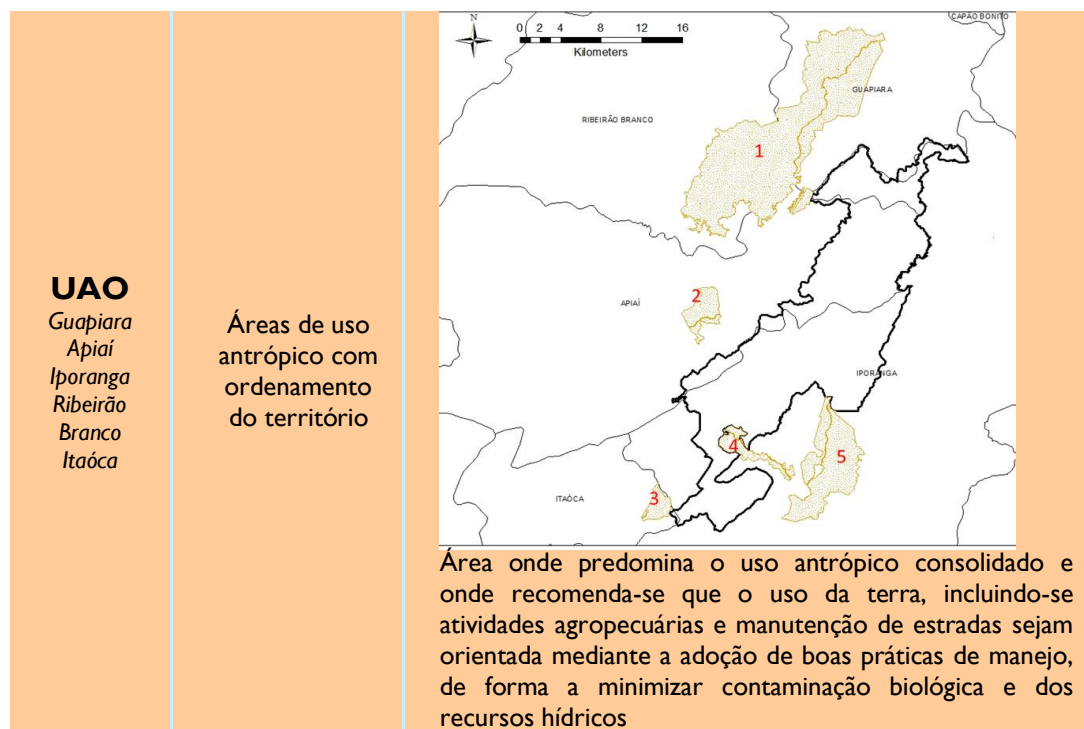 UAO
Guapiara
Apiaí
Iporanga
Ribeirão
Branco
Itaóca
Áreas de uso
antrópico com
ordenamento
do território
N
0 2 4 8 12 16
Kilometers
CAPÃO BONITO
GUAPIARA
RIBEIRÃO BRANCO
1
2
APIAÍ
IPORANGA
4
5
3
ITAÓCA
Área onde predomina o uso antrópico consolidado e
onde recomenda-se que o uso da terra, incluindo-se
atividades agropecuárias e manutenção de estradas sejam
orientada mediante a adoção de boas práticas de manejo,
de forma a minimizar contaminação biológica e dos
recursos hídricos